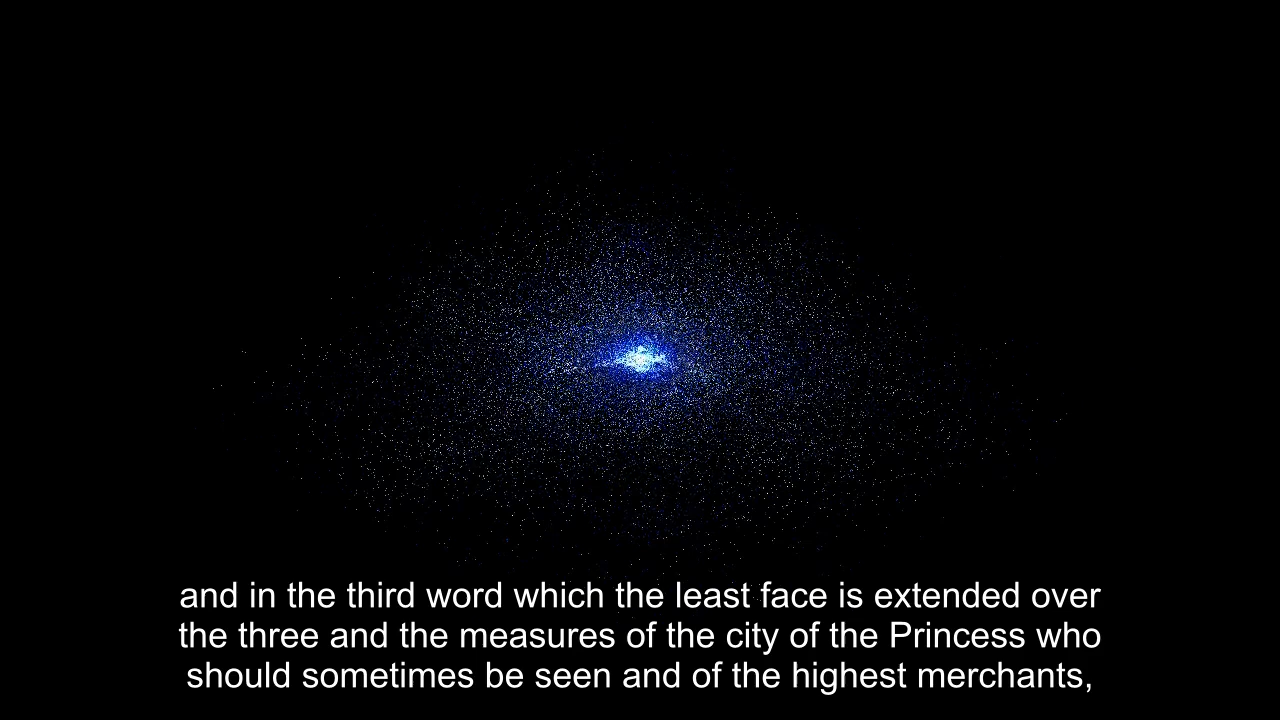 and in the third word which the least face is extended over
the three and the measures of the city of the Princess who
should sometimes be seen and of the highest merchants,